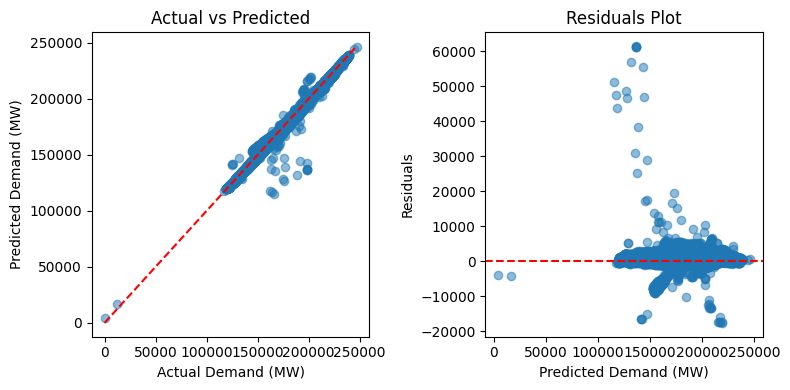 Actual vs Predicted
Predicted Demand (MW)
250000
200000
150000
100000
50000
0
0 50000 100000 150000 200000 250000
Actual Demand (MW)
Residuals Plot
Residuals
60000
50000
40000
30000
20000
10000
0
−10000
−20000
0 50000 100000 150000 200000 250000
Predicted Demand (MW)